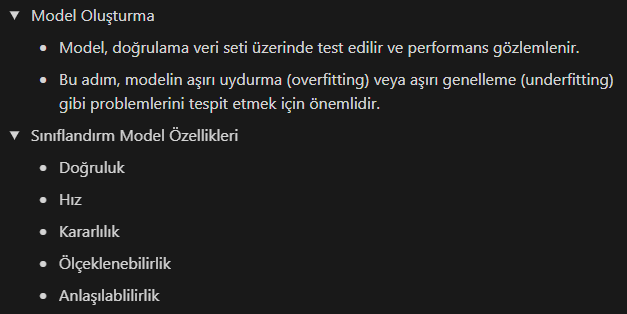 ▼ Model Oluşturma
• Model, doğrulama veri seti üzerinde test edilir ve performans gözlemlenir.
• Bu adım, modelin aşırı uydurma (overfitting) veya aşırı genelleme (underfitting)
gibi problemlerini tespit etmek için önemlidir.
▼ Sınıflandırm Model Özellikleri
• Doğruluk
• Hız
• Kararlılık
• Ölçeklenebilirlik
• Anlaşılablilirlik